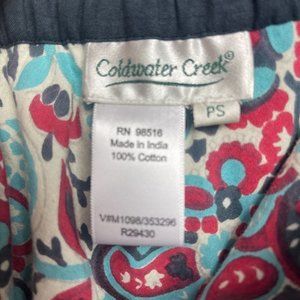 Coldwater Creek®
PS
RN 98516
Made in India
100% Cotton
V#M1098/353296
R29430